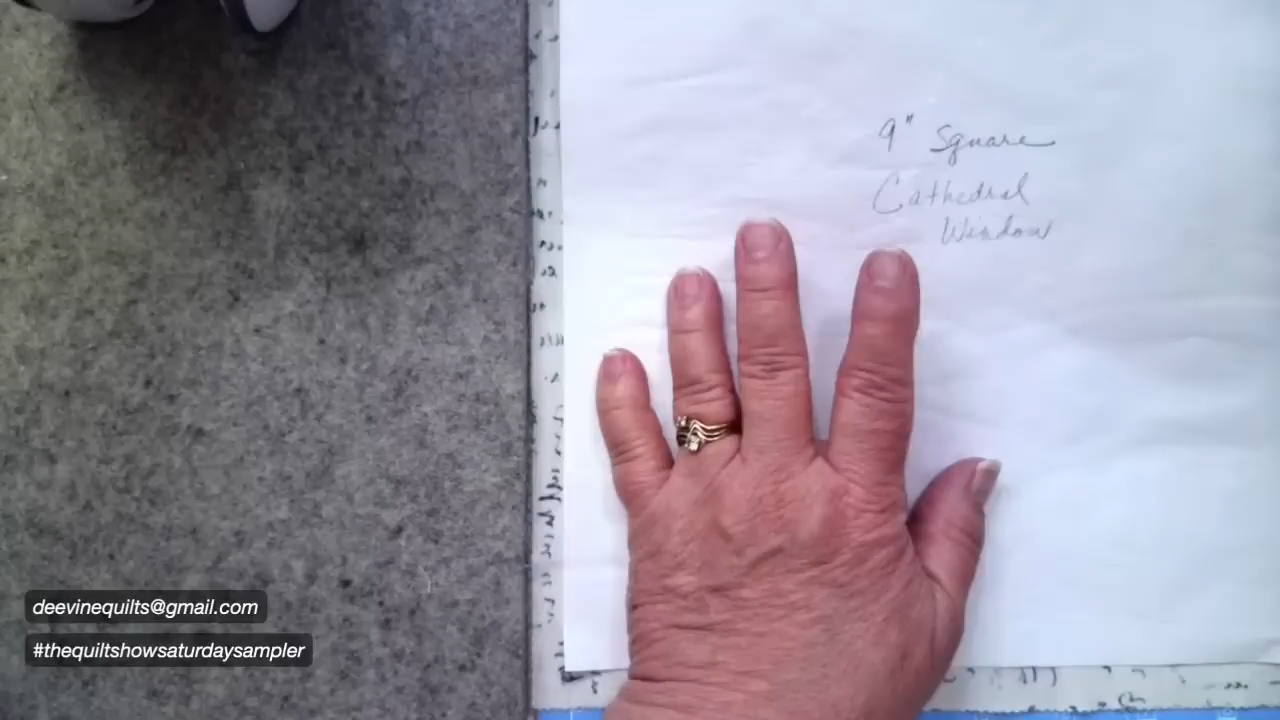 9" Square
Cathedral
Window
deevinequilts@gmail.com
#thequiltshowsaturdaysampler